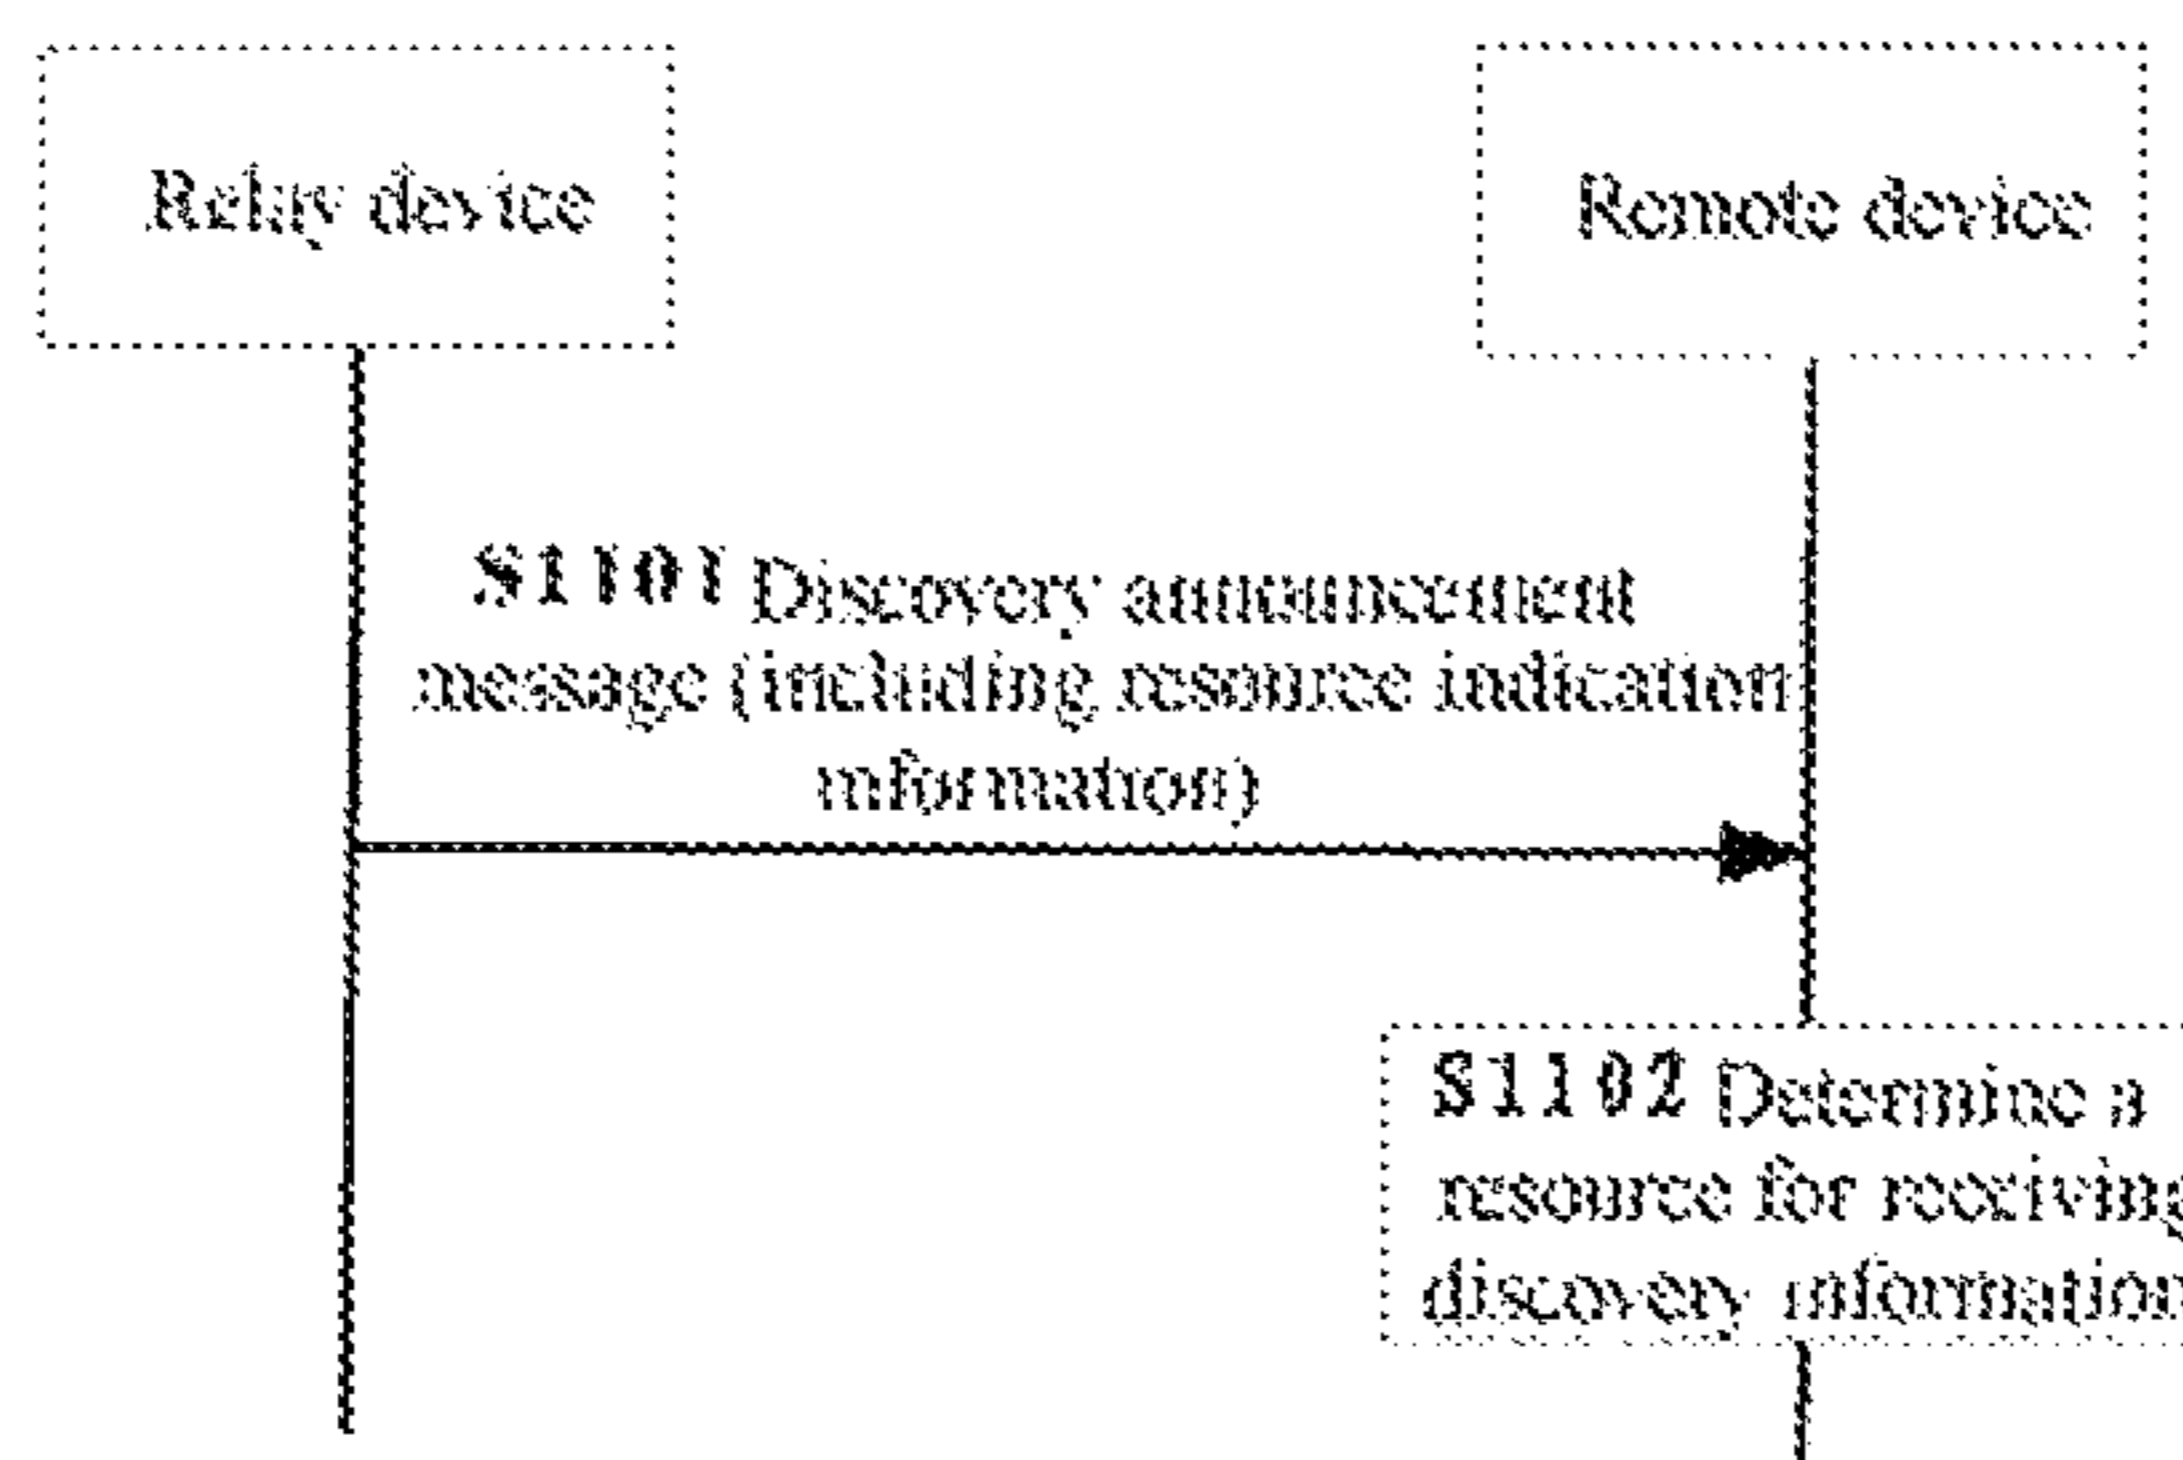 Relay device
Remote device
S1101 Discovery announcement
message (including resource indication
information)
S1102 Determine a
resource for receiving
discovery information